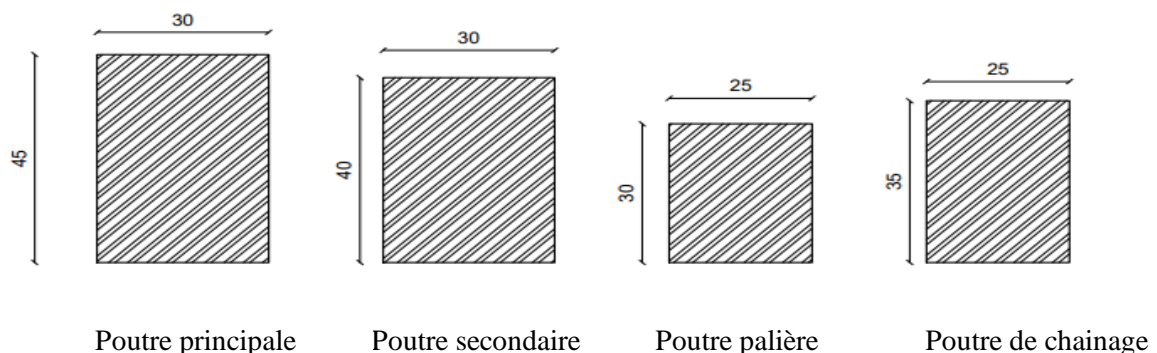 30
45
Poutre principale
30
40
Poutre secondaire
25
30
Poutre palière
25
35
Poutre de chainage